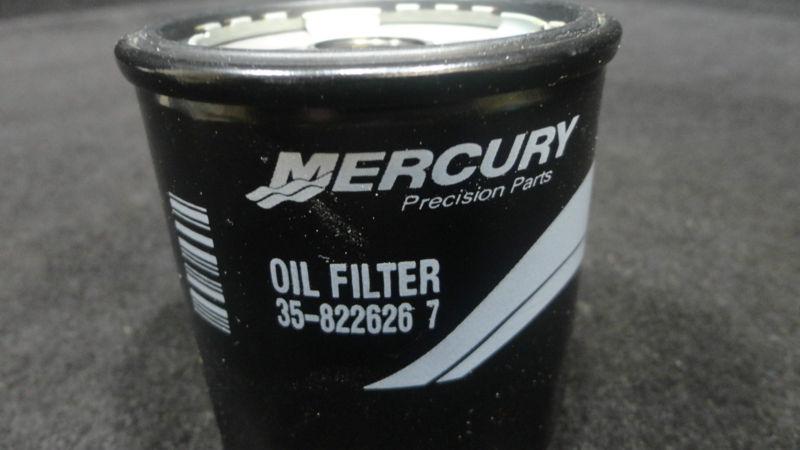 MERCURY
Precision Parts
OIL FILTER
35-822626 7